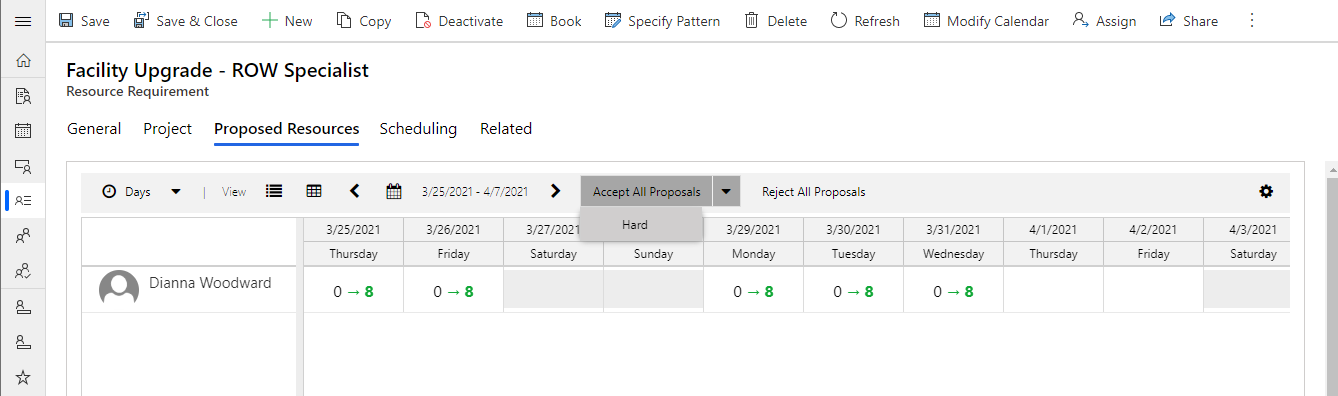 Save Save & Close New Copy Deactivate Book Specify Pattern Delete Refresh Modify Calendar Assign Share
Facility Upgrade - ROW Specialist
Resource Requirement
General Project Proposed Resources Scheduling Related
Days | View 3/25/2021 - 4/7/2021 Accept All Proposals Reject All Proposals
Hard
3/25/2021 3/26/2021 3/27/2021 3/29/2021 3/30/2021 3/31/2021 4/1/2021 4/2/2021 4/3/2021
Thursday Friday Saturday Sunday Monday Tuesday Wednesday Thursday Friday Saturday
Dianna Woodward 0 → 8 0 → 8 0 → 8 0 → 8 0 → 8